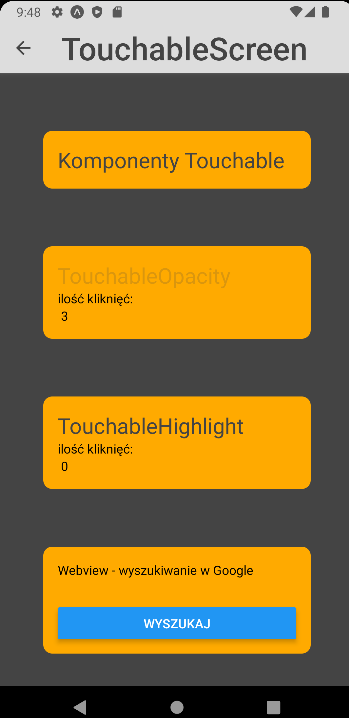 9:48
TouchableScreen
Komponenty Touchable
TouchableOpacity
ilość kliknięć:
3
TouchableHighlight
ilość kliknięć:
0
Webview - wyszukiwanie w Google
WYSZUKAJ